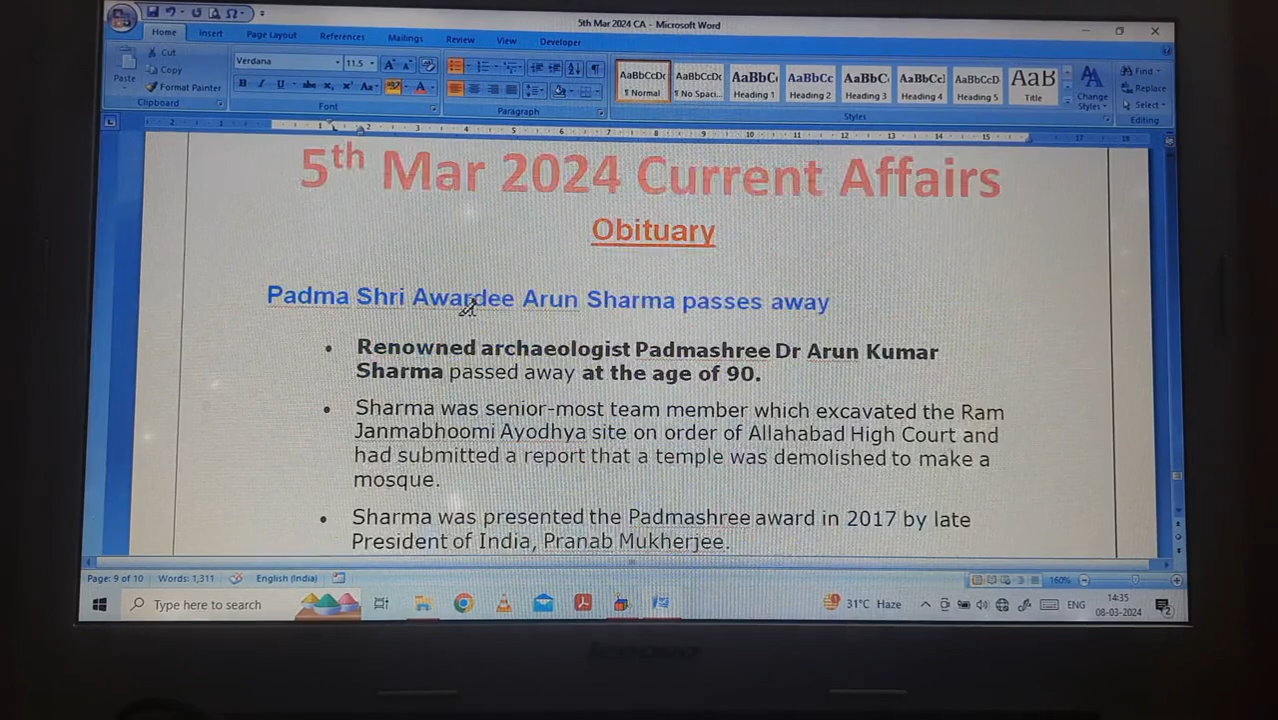 5th Mar 2024 CA - Microsoft Word
Home Insert Page Layout References Mailings Review View Developer
Paste
Cut
Copy
Format Painter
Clipboard
Verdana 11.5
Font
Paragraph
AaBbCcDc AaBbCcDc AaBbC AaBbCc AaBbC AaBbCcI AaBbCcD AaB
¶ Normal ¶ No Spaci... Heading 1 Heading 2 Heading 3 Heading 4 Heading 5 Title
Change
Styles
Styles
Find
Replace
Select
Editing
5th Mar 2024 Current Affairs
Obituary
Padma Shri Awardee Arun Sharma passes away
• Renowned archaeologist Padmashree Dr Arun Kumar
Sharma passed away at the age of 90.
• Sharma was senior-most team member which excavated the Ram
Janmabhoomi Ayodhya site on order of Allahabad High Court and
had submitted a report that a temple was demolished to make a
mosque.
• Sharma was presented the Padmashree award in 2017 by late
President of India, Pranab Mukherjee.
Page: 9 of 10 Words: 1,311 English (India) 160%
Type here to search 31°C Haze ENG
14:35
08-03-2024
2
lenovo